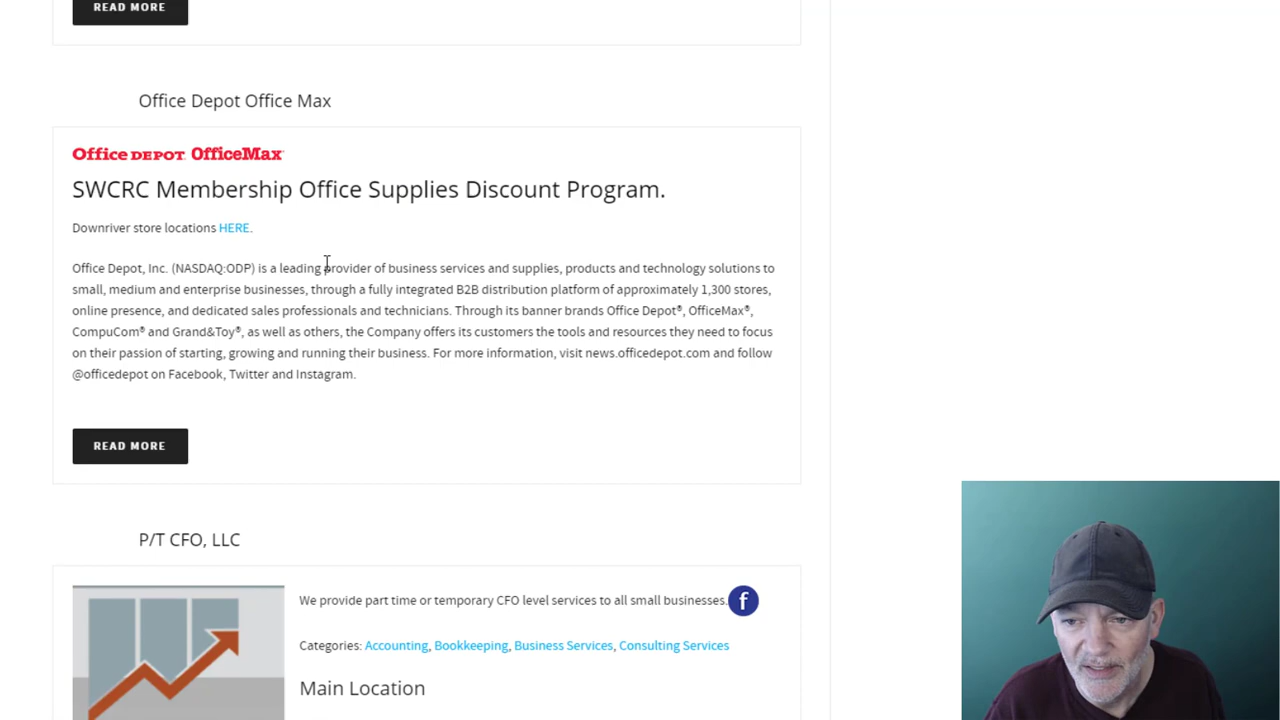 READ MORE
Office Depot Office Max
Office DEPOT OfficeMax
SWCRC Membership Office Supplies Discount Program.
Downriver store locations HERE.
Office Depot, Inc. (NASDAQ:ODP) is a leading provider of business services and supplies, products and technology solutions to
small, medium and enterprise businesses, through a fully integrated B2B distribution platform of approximately 1,300 stores,
online presence, and dedicated sales professionals and technicians. Through its banner brands Office Depot®, OfficeMax®,
CompuCom® and Grand&Toy®, as well as others, the Company offers its customers the tools and resources they need to focus
on their passion of starting, growing and running their business. For more information, visit news.officedepot.com and follow
@officedepot on Facebook, Twitter and Instagram.
READ MORE
P/T CFO, LLC
We provide part time or temporary CFO level services to all small businesses. f
Categories: Accounting, Bookkeeping, Business Services, Consulting Services
Main Location